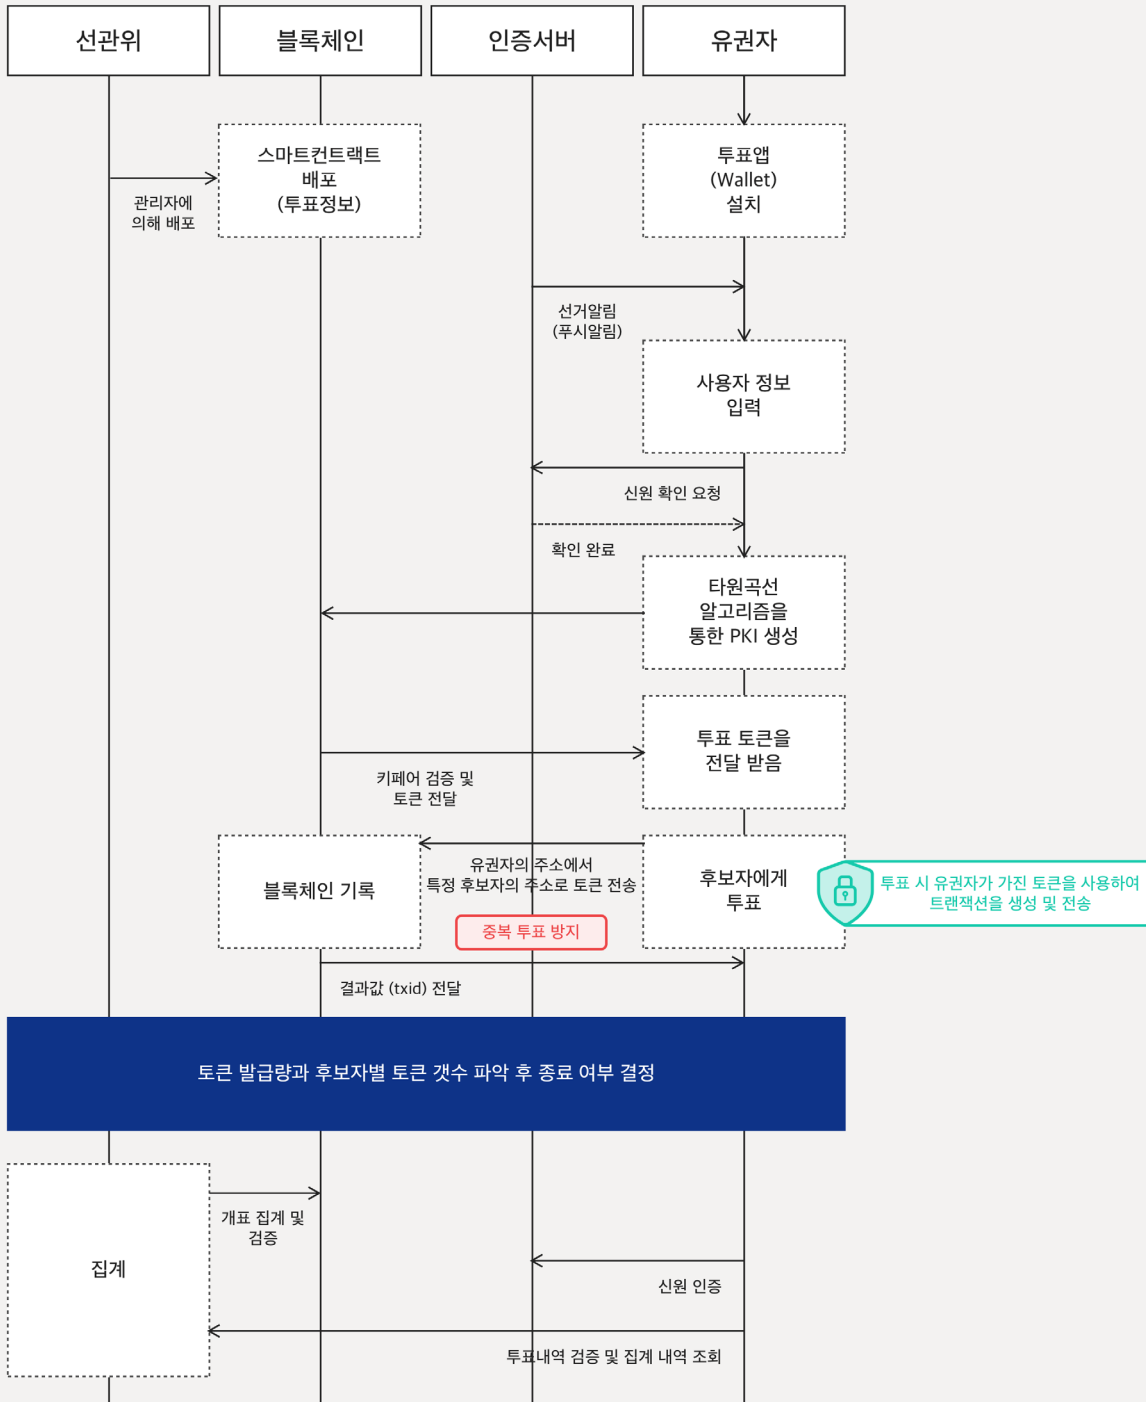 선관위
블록체인
인증서버
유권자
스마트컨트랙트
배포
(투표정보)
투표앱
(Wallet)
설치
관리자에
의해 배포
선거알림
(푸시알림)
사용자 정보
입력
신원 확인 요청
확인 완료
타원곡선
알고리즘을
통한 PKI 생성
투표 토큰을
전달 받음
키페어 검증 및
토큰 전달
블록체인 기록
유권자의 주소에서
특정 후보자의 주소로 토큰 전송
중복 투표 방지
후보자에게
투표
투표 시 유권자가 가진 토큰을 사용하여
트랜잭션을 생성 및 전송
결과값 (txid) 전달
토큰 발급량과 후보자별 토큰 갯수 파악 후 종료 여부 결정
집계
개표 집계 및
검증
신원 인증
투표내역 검증 및 집계 내역 조회